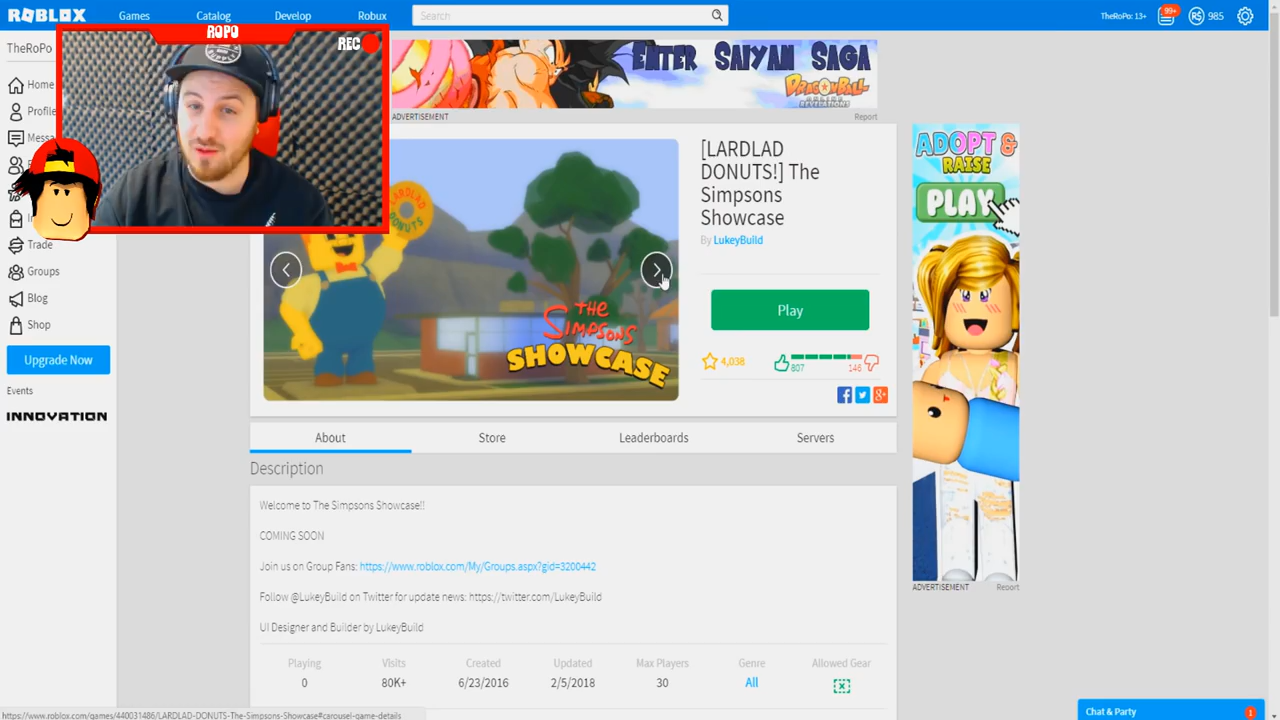 ROBLOX
Games
Catalog
Develop
Robux
Search
TheRoPo: 13+
99+
R$
985
ROPO
REC
TheRoPo
Home
Profile
Mess
Trade
Groups
Blog
Shop
Upgrade Now
Events
INNOVATION
ENTER SAIYAN SAGA
DRAGONBALL
ADVERTISEMENT
Report
LARDLAD
DONUTS
THE
SIMPSONS
SHOWCASE
[LARDLAD
DONUTS!] The
Simpsons
Showcase
By LukeyBuild
Play
4,038
807
146
ADOPT &
RAISE
PLAY
ADVERTISEMENT
Report
About
Store
Leaderboards
Servers
Description
Welcome to The Simpsons Showcase!!
COMING SOON
Join us on Group Fans: https://www.roblox.com/My/Groups.aspx?gid=3200442
Follow @LukeyBuild on Twitter for update news: https://twitter.com/LukeyBuild
UI Designer and Builder by LukeyBuild
Playing
Visits
Created
Updated
Max Players
Genre
Allowed Gear
0
80K+
6/23/2016
2/5/2018
30
All
https://www.roblox.com/games/440031486/LARDLAD-DONUTS-The-Simpsons-Showcase#carousel-game-details
Chat & Party
1